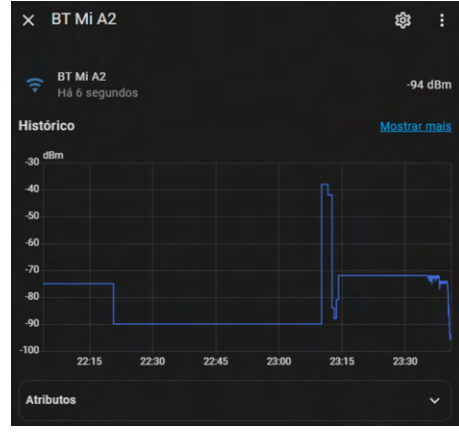 BT Mi A2
BT Mi A2
-94 dBm
Há 6 segundos
Histórico
Mostrar mais
dBm
-30
-40
-50
-60
-70
-80
-90
-100
22:15 22:30 22:45 23:00 23:15 23:30
Atributos